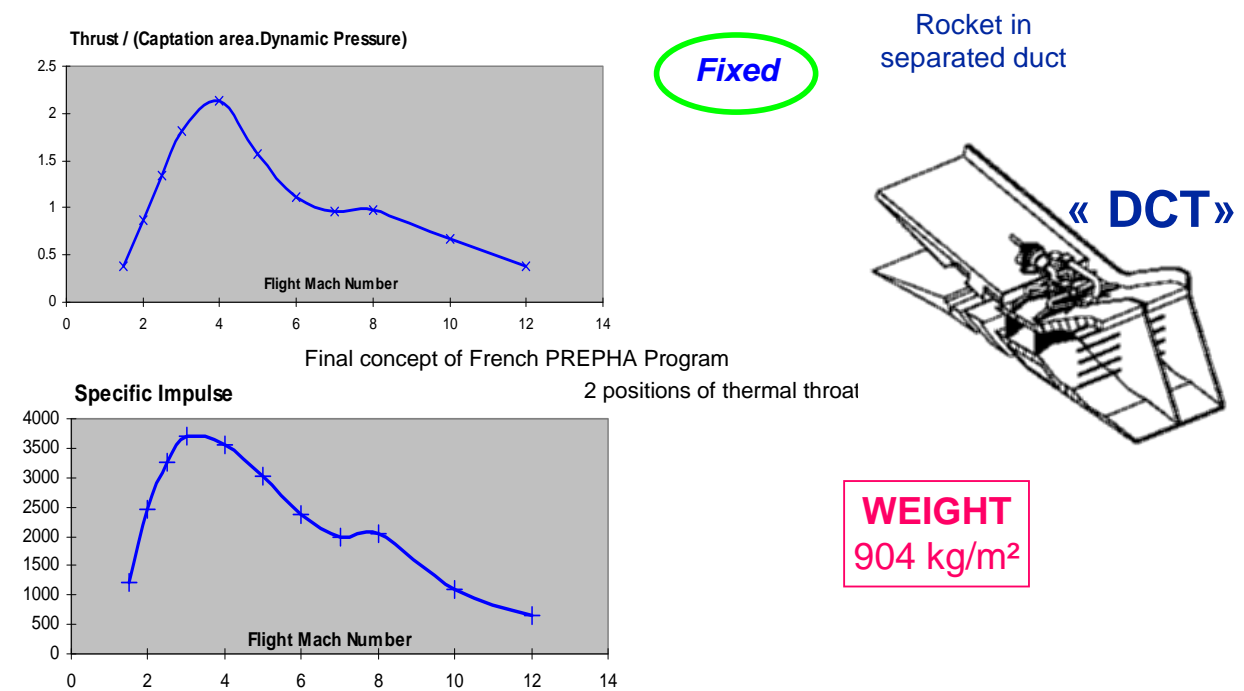 Thrust / (Captation area.Dynamic Pressure)
2.5
2
1.5
1
0.5
0
Flight Mach Number
0 2 4 6 8 10 12 14
Final concept of French PREPHA Program
2 positions of thermal throat
Specific Impulse
4000
3500
3000
2500
2000
1500
1000
500
0
Flight Mach Number
0 2 4 6 8 10 12 14
Fixed
Rocket in
separated duct
« DCT»
WEIGHT
904 kg/m²